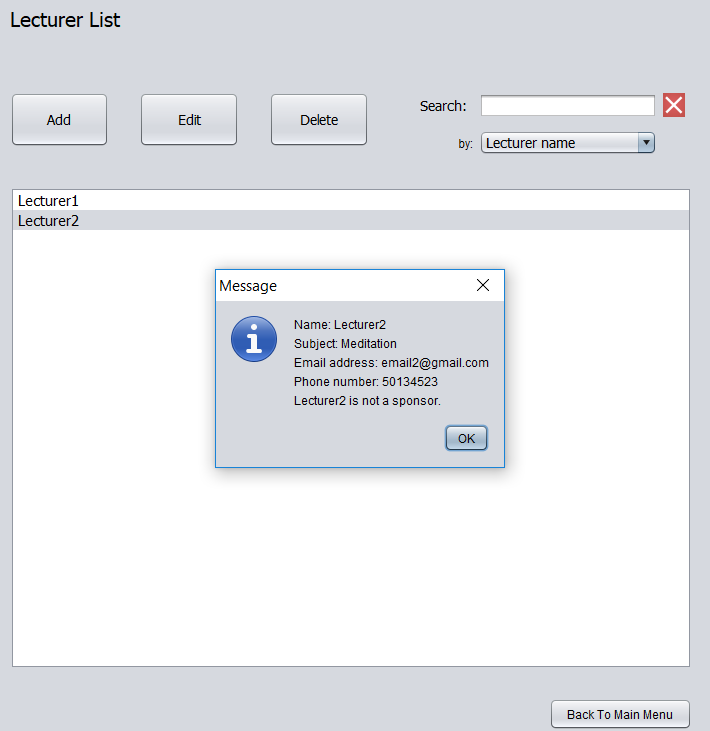 Lecturer List
Add
Edit
Delete
Search:
by:
Lecturer name
Lecturer1
Lecturer2
Message
Name: Lecturer2
Subject: Meditation
Email address: email2@gmail.com
Phone number: 50134523
Lecturer2 is not a sponsor.
OK
Back To Main Menu